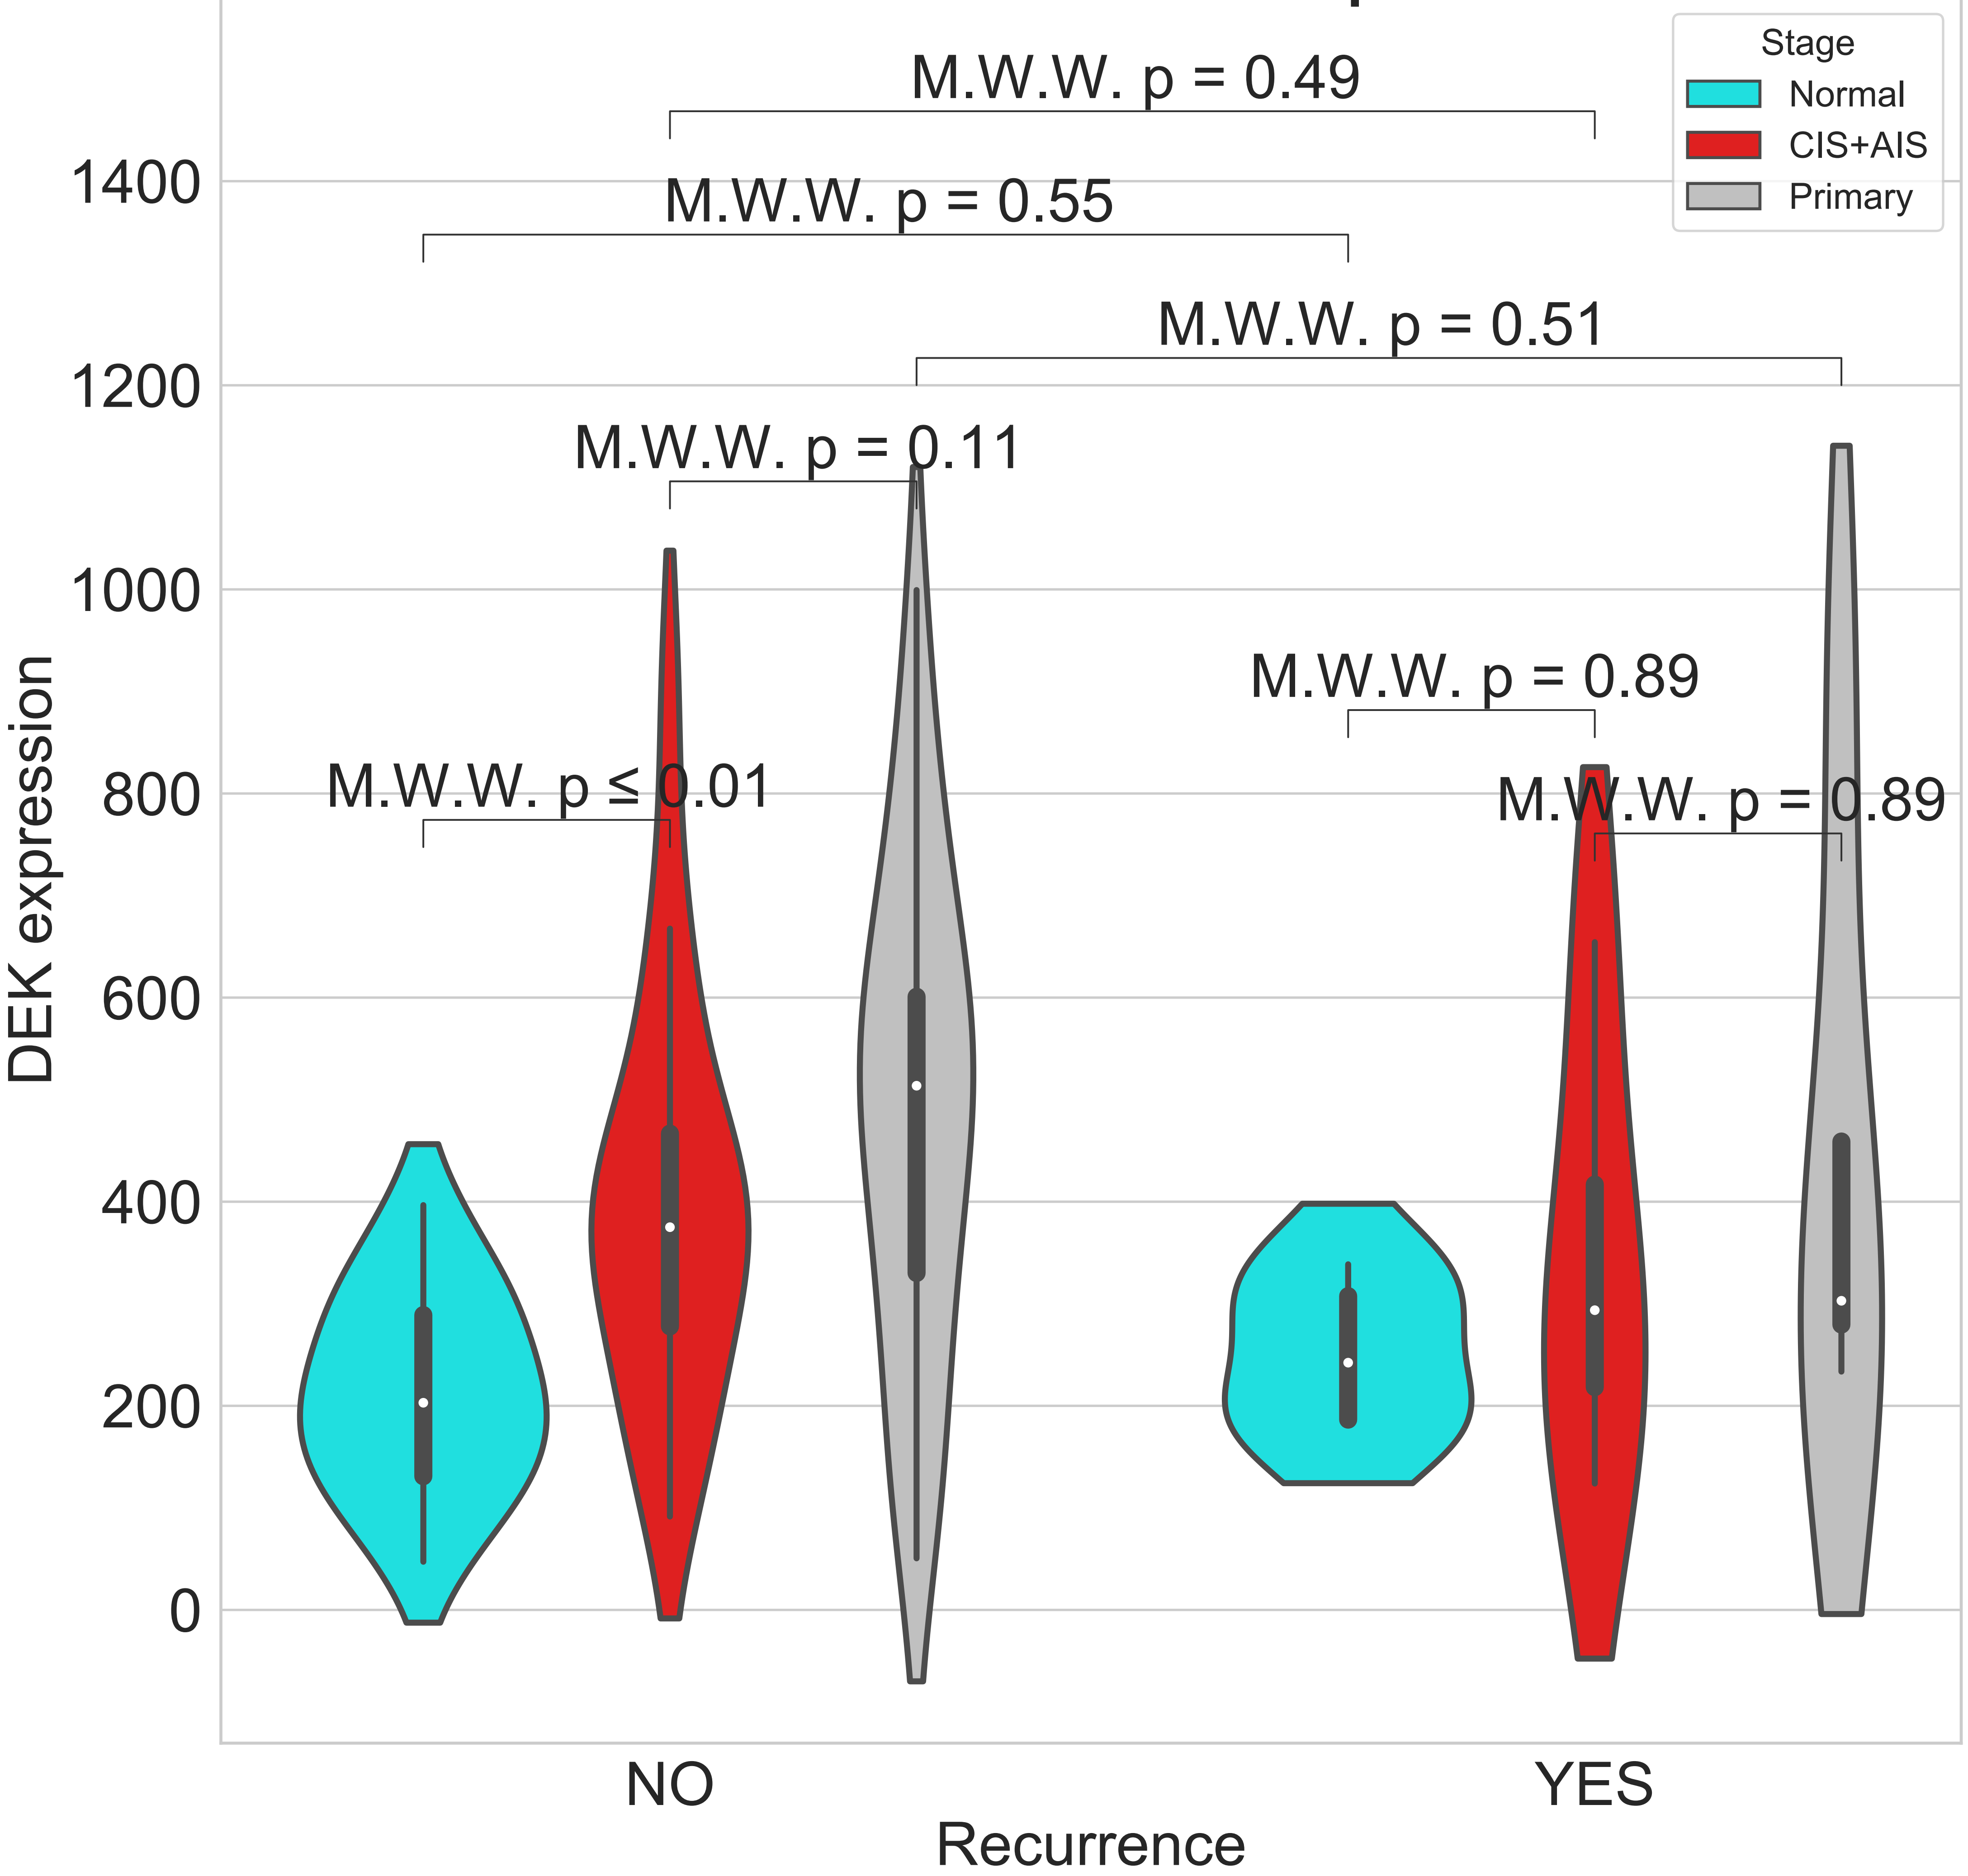 Stage
Normal
CIS+AIS
Primary
M.W.W. p = 0.49
M.W.W. p = 0.55
M.W.W. p = 0.51
M.W.W. p = 0.11
M.W.W. p = 0.89
M.W.W. p ≤ 0.01
M.W.W. p = 0.89
1400
1200
1000
800
600
400
200
0
DEK expression
NO
YES
Recurrence